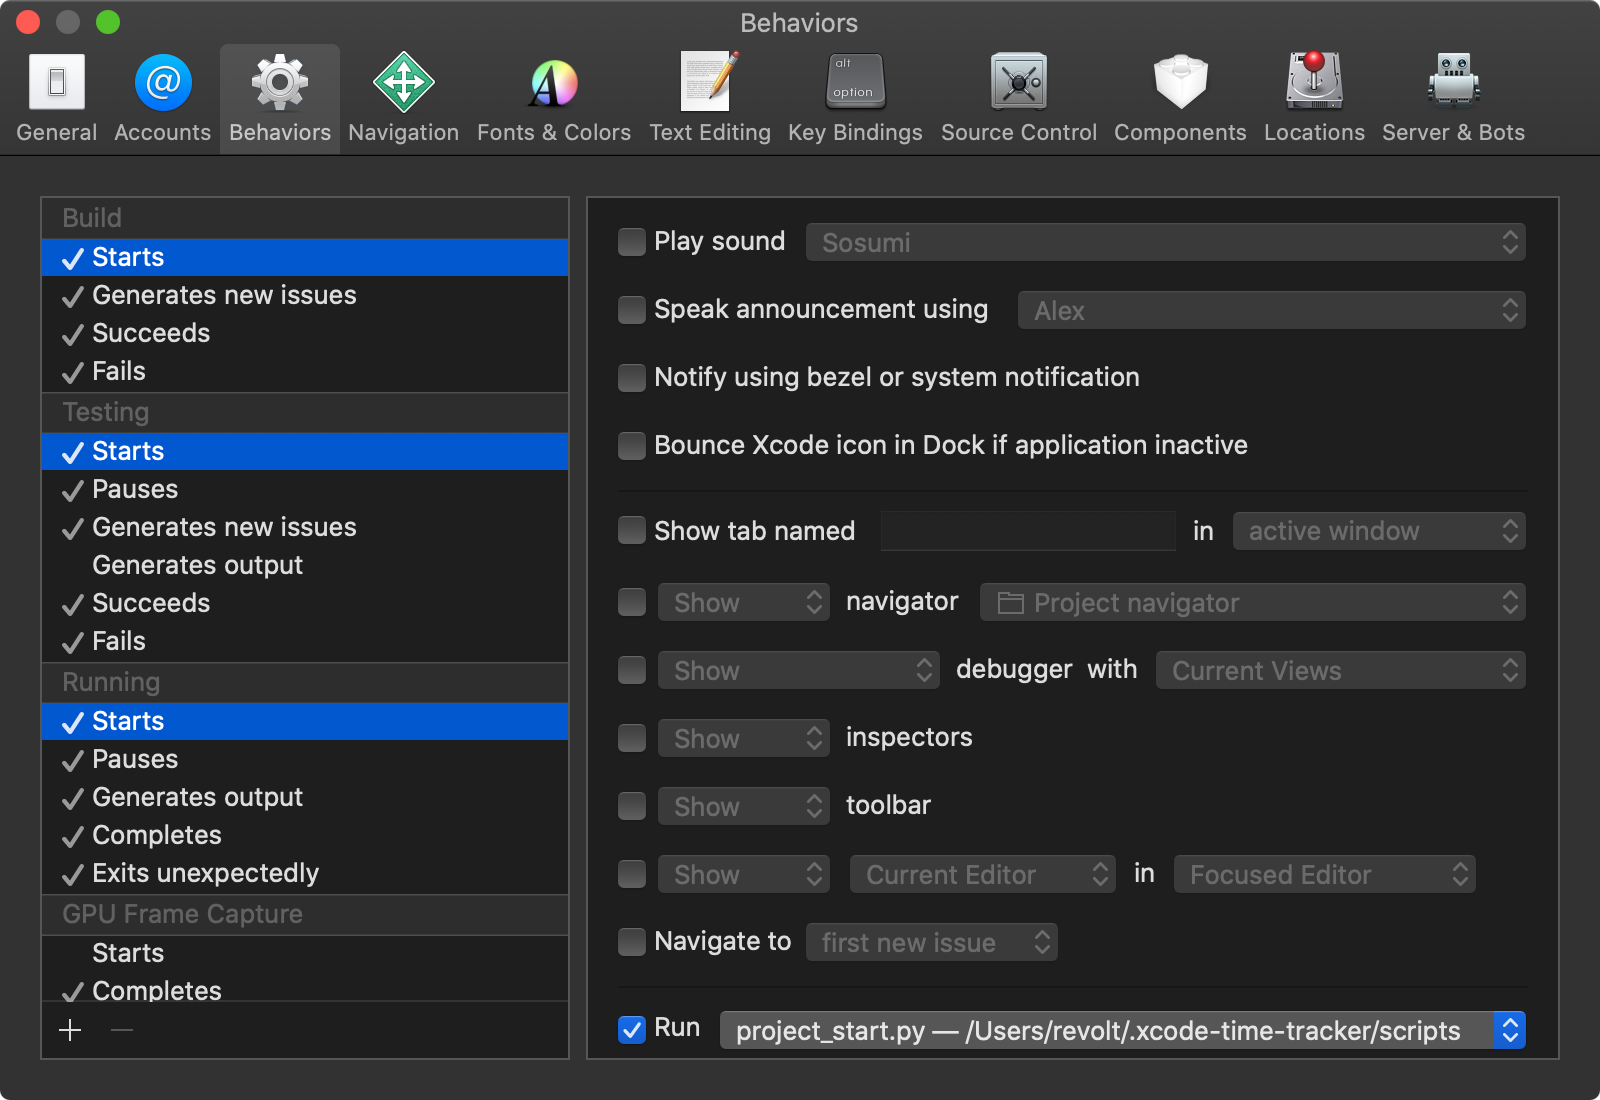 Behaviors
General Accounts Behaviors Navigation Fonts & Colors Text Editing Key Bindings Source Control Components Locations Server & Bots
alt
option
Build
Starts
Generates new issues
Succeeds
Fails
Testing
Starts
Pauses
Generates new issues
Generates output
Succeeds
Fails
Running
Starts
Pauses
Generates output
Completes
Exits unexpectedly
GPU Frame Capture
Starts
Completes
Play sound Sosumi
Speak announcement using Alex
Notify using bezel or system notification
Bounce Xcode icon in Dock if application inactive
Show tab named in active window
Show navigator Project navigator
Show debugger with Current Views
Show inspectors
Show toolbar
Show Current Editor in Focused Editor
Navigate to first new issue
Run project_start.py — /Users/revolt/.xcode-time-tracker/scripts